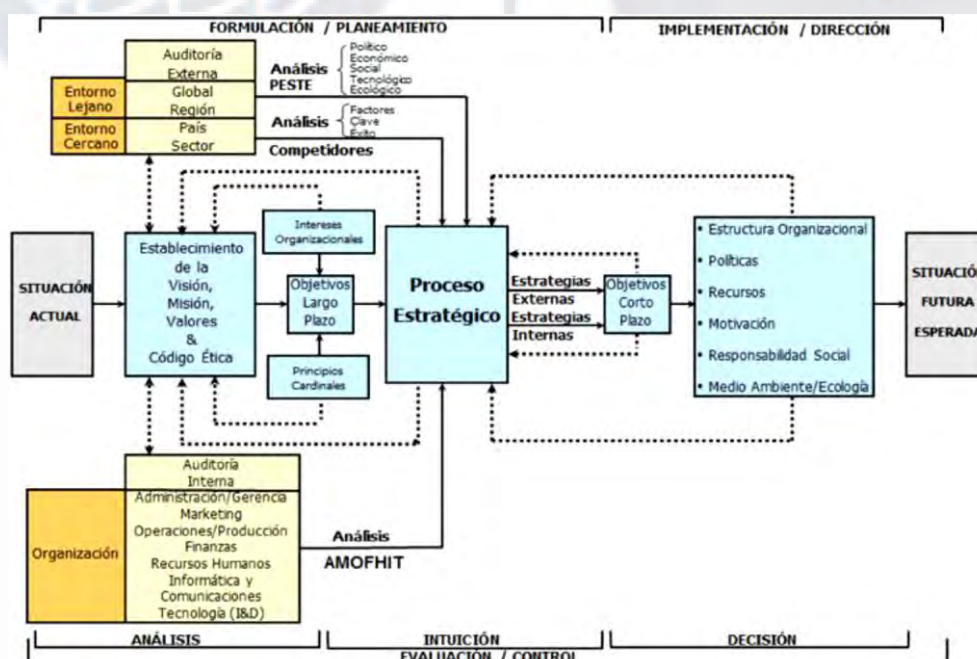 FORMULACIÓN / PLANEAMIENTO
IMPLEMENTACIÓN / DIRECCIÓN
Auditoría
Externa
Entorno
Lejano
Global
Región
Entorno
Cercano
País
Sector
Análisis
PESTE
Político
Económico
Social
Tecnológico
Ecológico
Análisis
Competidores
Factores
Clave
Éxito
SITUACIÓN
ACTUAL
Establecimiento
de la
Visión,
Misión,
Valores
&
Código Ética
Intereses
Organizacionales
Objetivos
Largo
Plazo
Principios
Cardinales
Proceso
Estratégico
Estrategias
Externas
Estrategias
Internas
Objetivos
Corto
Plazo
• Estructura Organizacional
• Políticas
• Recursos
• Motivación
• Responsabilidad Social
• Medio Ambiente/Ecología
SITUACIÓN
FUTURA
ESPERADA
Auditoría
Interna
Organización
Administración/Gerencia
Marketing
Operaciones/Producción
Finanzas
Recursos Humanos
Informática y
Comunicaciones
Tecnología (I&D)
Análisis
AMOFHIT
ANÁLISIS
INTUICIÓN
DECISIÓN
EVALUACIÓN / CONTROL